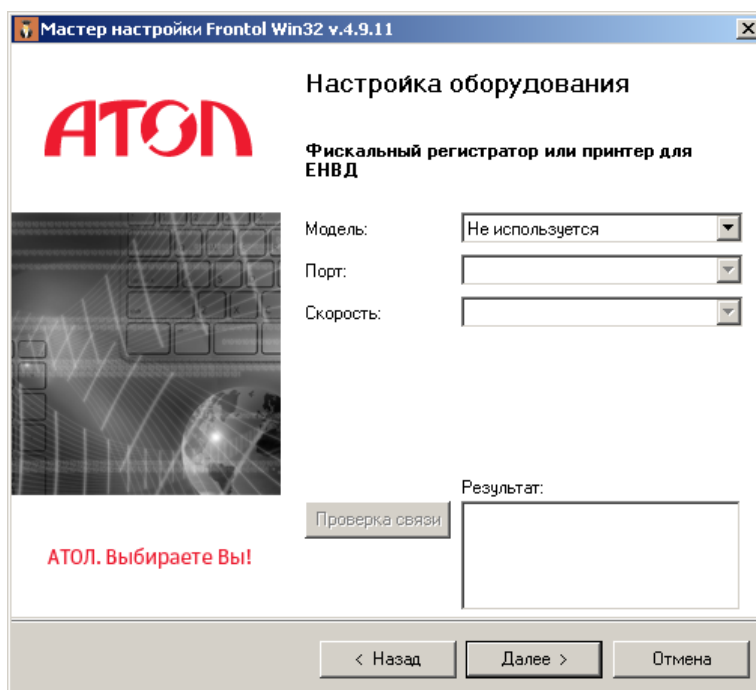 Мастер настройки Frontol Win32 v.4.9.11
АТОЛ
Настройка оборудования
Фискальный регистратор или принтер для
ЕНВД
Модель:
Не используется
Порт:
Скорость:
Результат:
Проверка связи
АТОЛ. Выбираете Вы!
< Назад
Далее >
Отмена